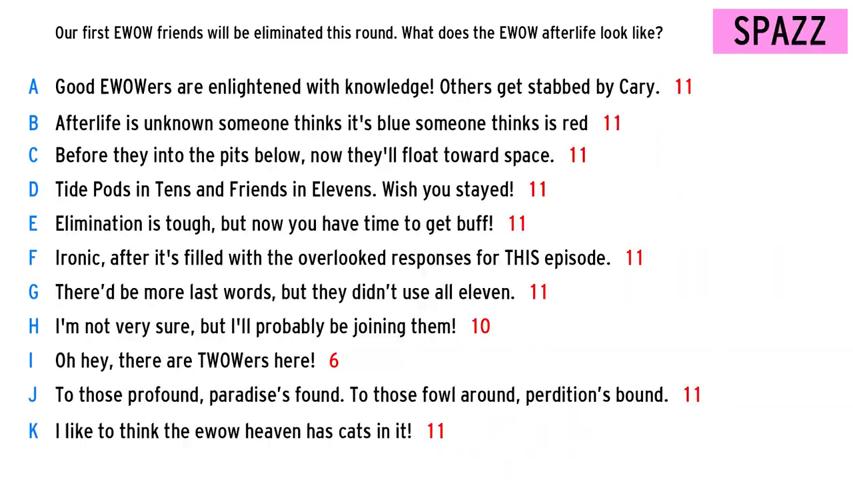 Our first EWOW friends will be eliminated this round. What does the EWOW afterlife look like?
SPAZZ
A Good EWOWers are enlightened with knowledge! Others get stabbed by Cary. 11
B Afterlife is unknown someone thinks it's blue someone thinks is red 11
C Before they into the pits below, now they'll float toward space. 11
D Tide Pods in Tens and Friends in Elevens. Wish you stayed! 11
E Elimination is tough, but now you have time to get buff! 11
F Ironic, after it's filled with the overlooked responses for THIS episode. 11
G There'd be more last words, but they didn't use all eleven. 11
H I'm not very sure, but I'll probably be joining them! 10
I Oh hey, there are TWOWers here! 6
J To those profound, paradise's found. To those fowl around, perdition's bound. 11
K I like to think the ewow heaven has cats in it! 11